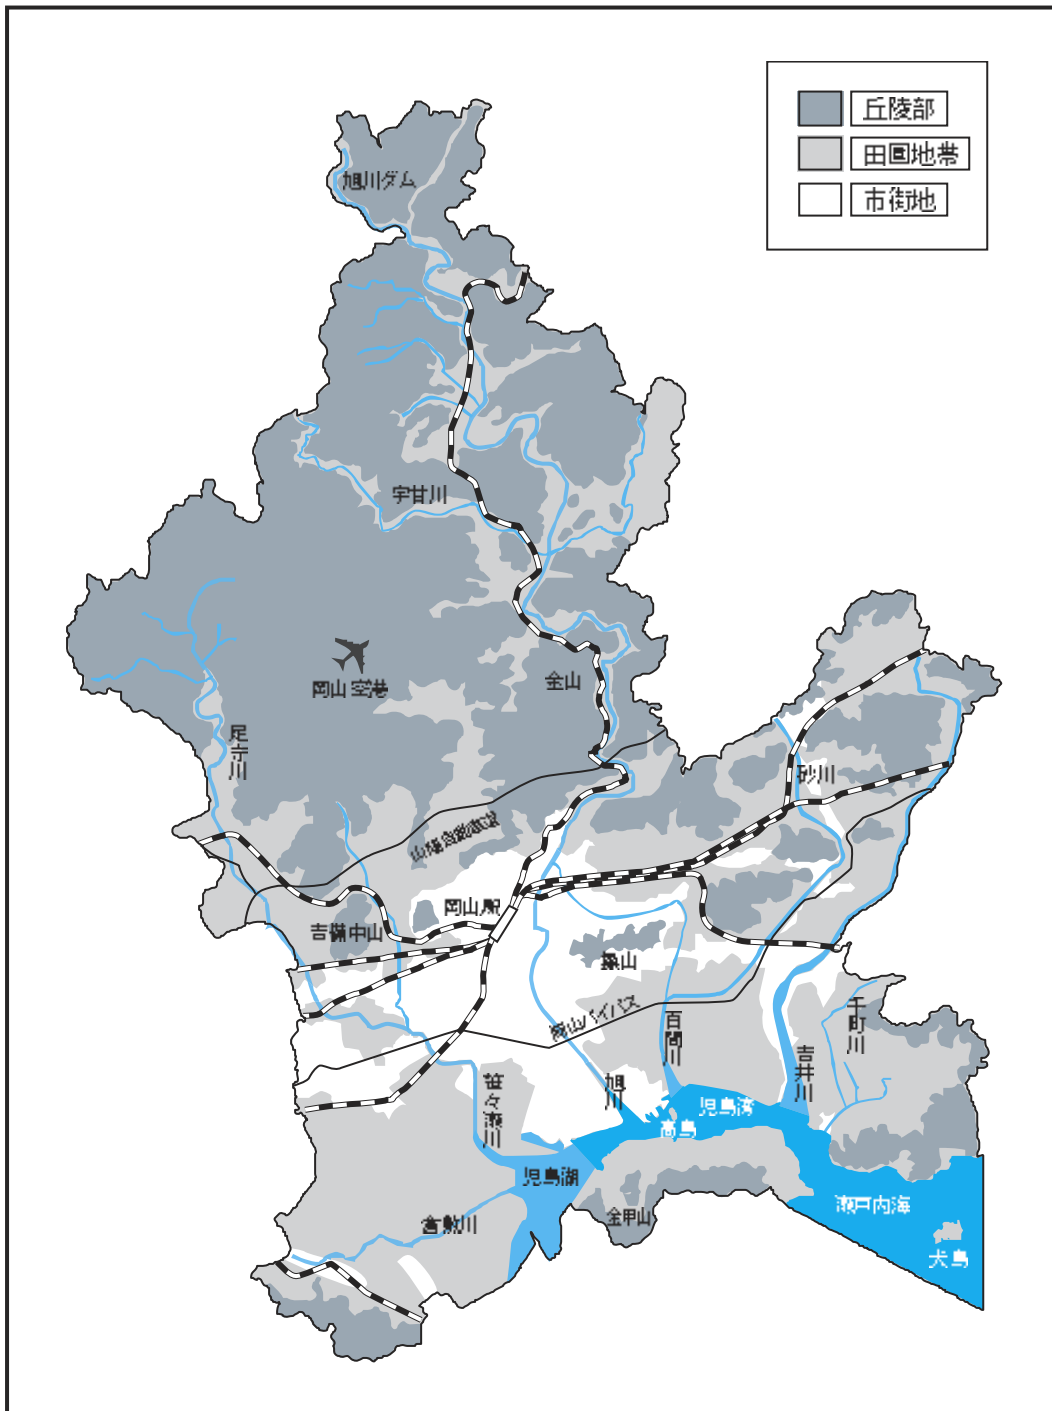 丘陵部
田園地帯
市街地
旭川ダム
宇甘川
金山
岡山空港
足守川
砂川
山陽自動車道
岡山駅
吉備中山
操山
岡山バイパス
百間川
千町川
吉井川
旭川
笹ヶ瀬川
児島湾
高島
児島湖
瀬戸内海
金甲山
倉敷川
犬島